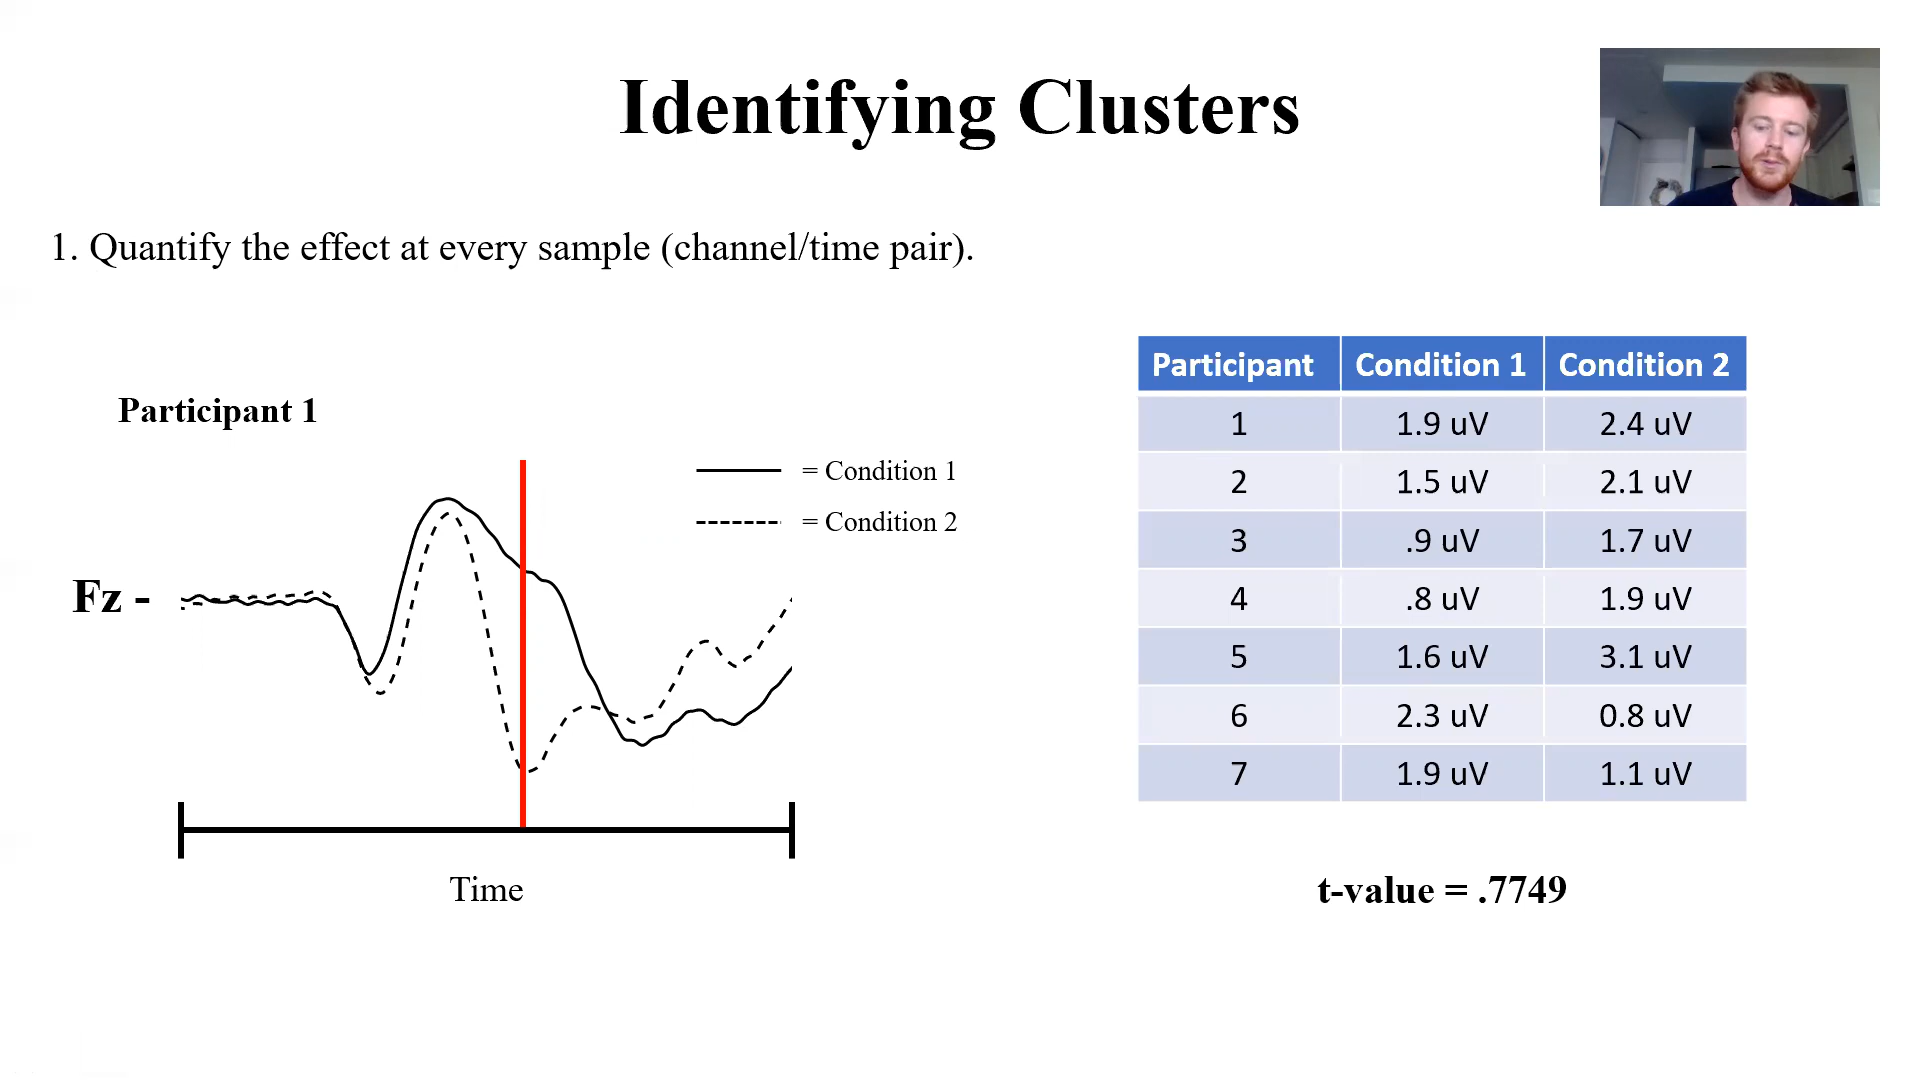 Identifying Clusters
1. Quantify the effect at every sample (channel/time pair).
Participant 1
= Condition 1
= Condition 2
Fz -
Time
Participant Condition 1 Condition 2
1 1.9 uV 2.4 uV
2 1.5 uV 2.1 uV
3 .9 uV 1.7 uV
4 .8 uV 1.9 uV
5 1.6 uV 3.1 uV
6 2.3 uV 0.8 uV
7 1.9 uV 1.1 uV
t-value = .7749